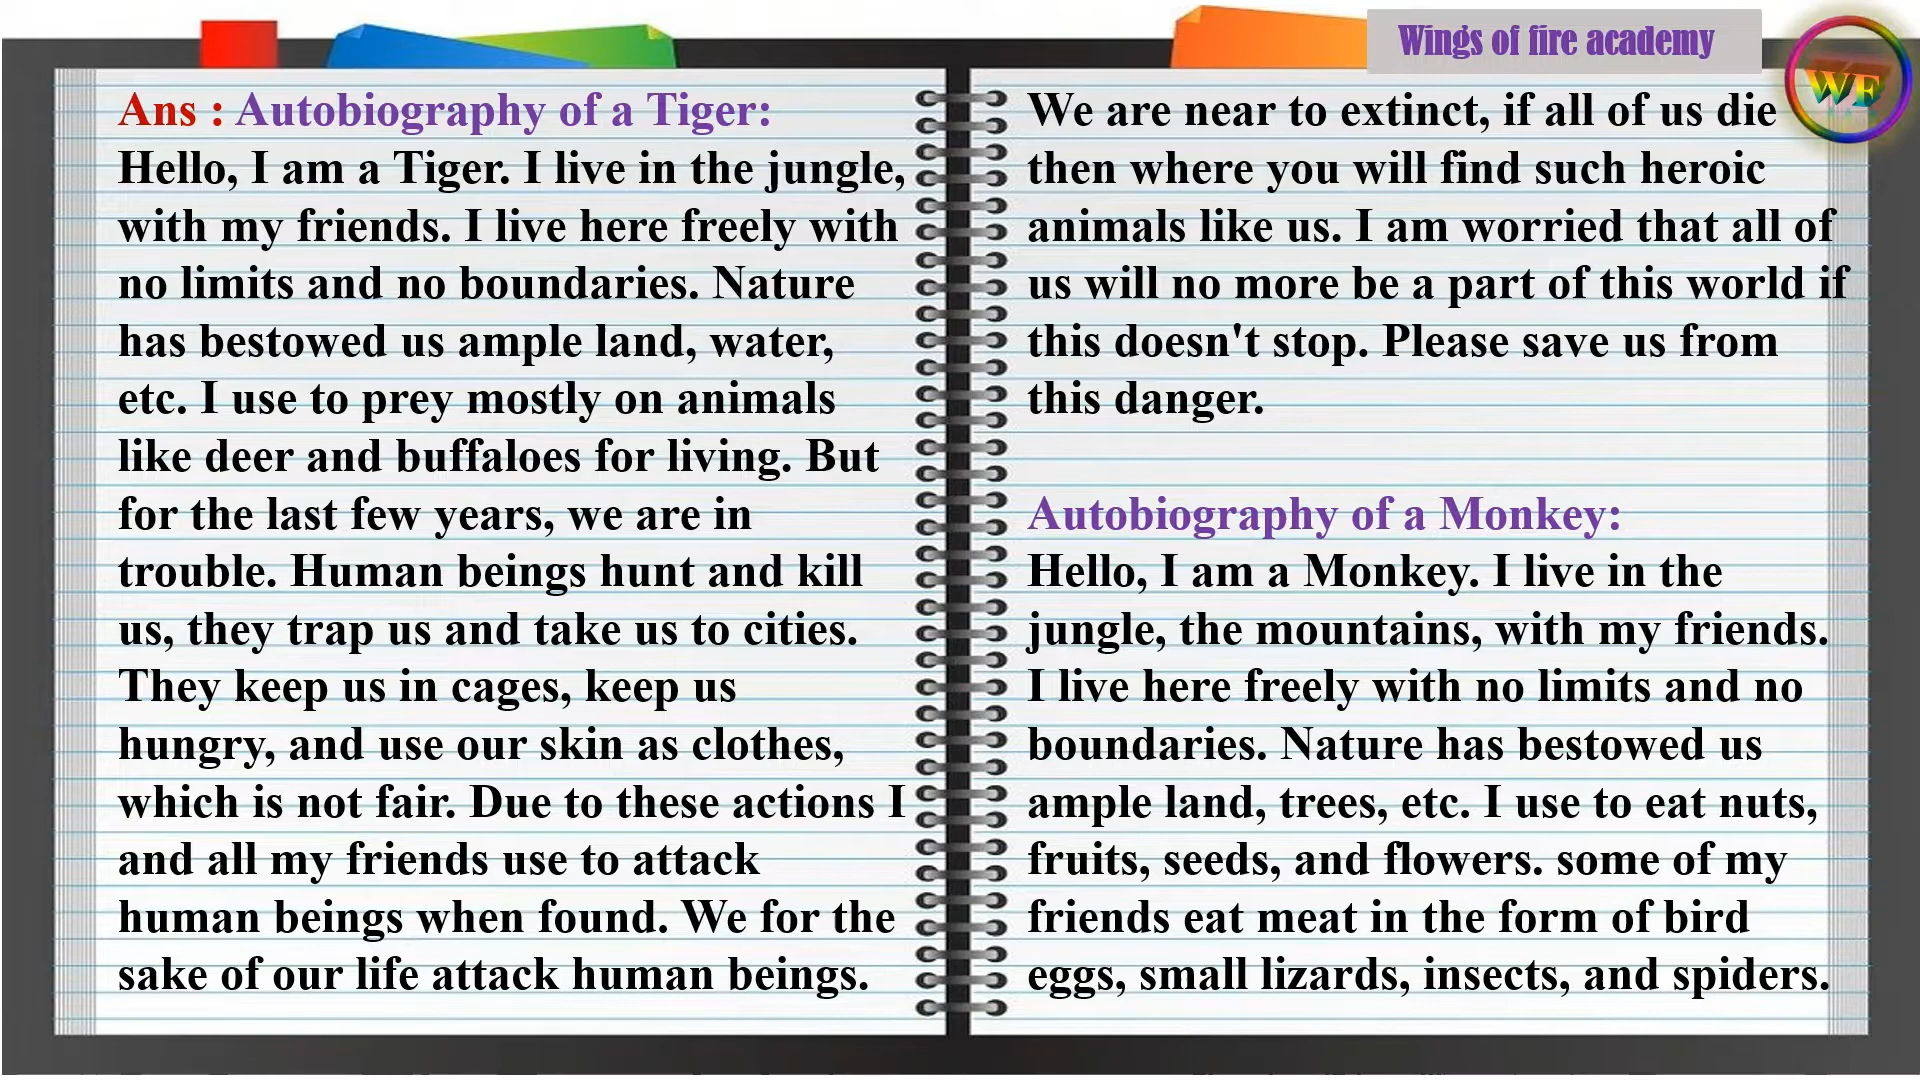 Wings of fire academy
WF
Ans : Autobiography of a Tiger:
Hello, I am a Tiger. I live in the jungle,
with my friends. I live here freely with
no limits and no boundaries. Nature
has bestowed us ample land, water,
etc. I use to prey mostly on animals
like deer and buffaloes for living. But
for the last few years, we are in
trouble. Human beings hunt and kill
us, they trap us and take us to cities.
They keep us in cages, keep us
hungry, and use our skin as clothes,
which is not fair. Due to these actions I
and all my friends use to attack
human beings when found. We for the
sake of our life attack human beings.
We are near to extinct, if all of us die
then where you will find such heroic
animals like us. I am worried that all of
us will no more be a part of this world if
this doesn't stop. Please save us from
this danger.
Autobiography of a Monkey:
Hello, I am a Monkey. I live in the
jungle, the mountains, with my friends.
I live here freely with no limits and no
boundaries. Nature has bestowed us
ample land, trees, etc. I use to eat nuts,
fruits, seeds, and flowers. some of my
friends eat meat in the form of bird
eggs, small lizards, insects, and spiders.